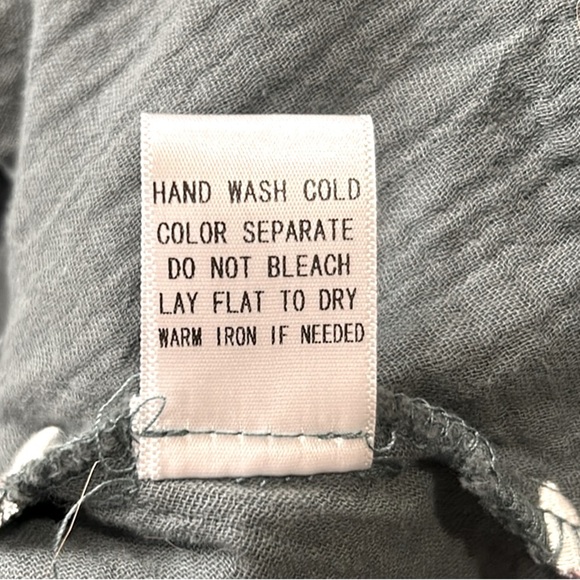 HAND WASH COLD
COLOR SEPARATE
DO NOT BLEACH
LAY FLAT TO DRY
WARM IRON IF NEEDED